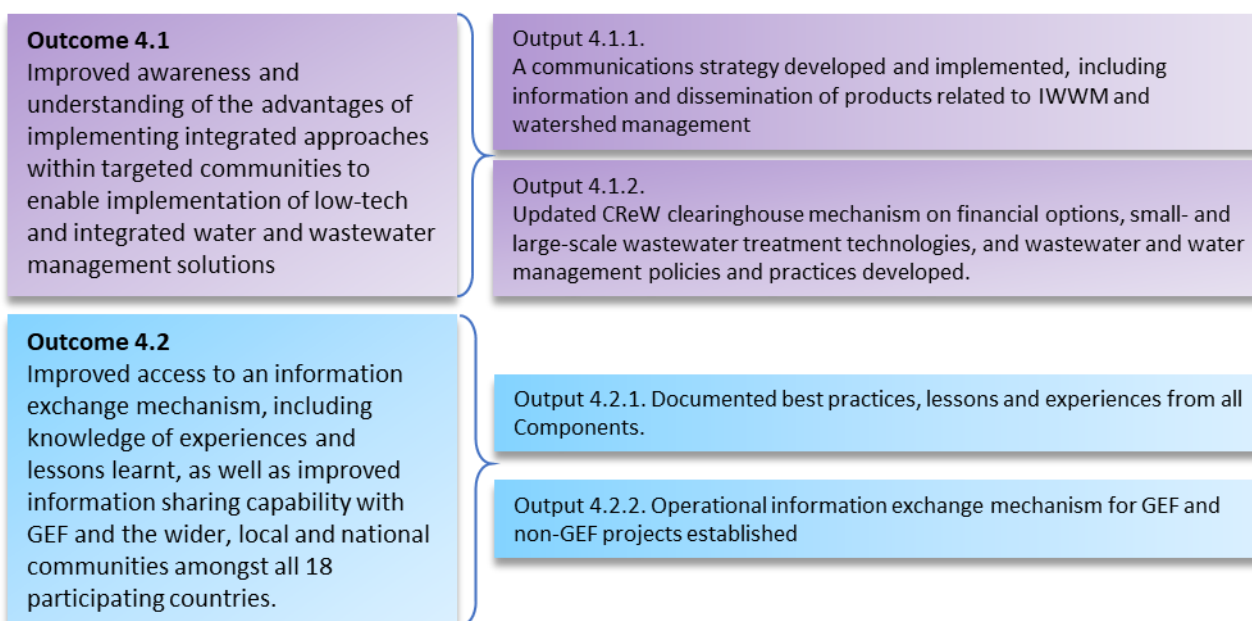 Outcome 4.1
Improved awareness and
understanding of the advantages of
implementing integrated approaches
within targeted communities to
enable implementation of low-tech
and integrated water and wastewater
management solutions
Output 4.1.1.
A communications strategy developed and implemented, including
information and dissemination of products related to IWWM and
watershed management
Output 4.1.2.
Updated CReW clearinghouse mechanism on financial options, small- and
large-scale wastewater treatment technologies, and wastewater and water
management policies and practices developed.
Outcome 4.2
Improved access to an information
exchange mechanism, including
knowledge of experiences and
lessons learnt, as well as improved
information sharing capability with
GEF and the wider, local and national
communities amongst all 18
participating countries.
Output 4.2.1. Documented best practices, lessons and experiences from all
Components.
Output 4.2.2. Operational information exchange mechanism for GEF and
non-GEF projects established